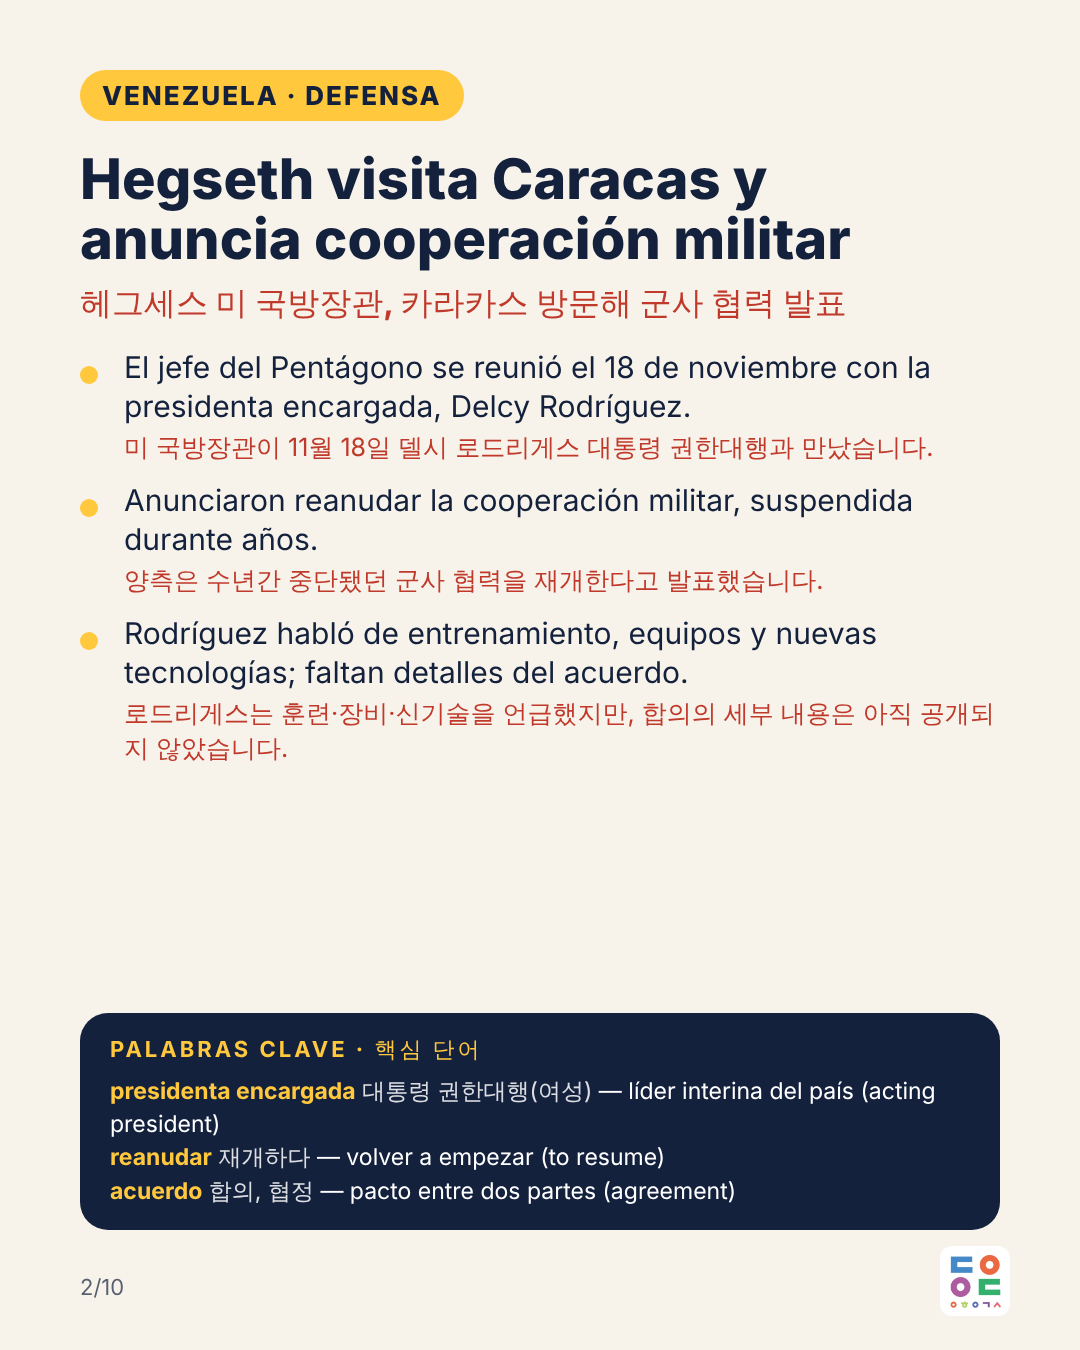 VENEZUELA · DEFENSA
Hegseth visita Caracas y
anuncia cooperación militar
헤그세스 미 국방장관, 카라카스 방문해 군사 협력 발표
El jefe del Pentágono se reunió el 18 de noviembre con la
presidenta encargada, Delcy Rodríguez.
미 국방장관이 11월 18일 델시 로드리게스 대통령 권한대행과 만났습니다.
Anunciaron reanudar la cooperación militar, suspendida
durante años.
양측은 수년간 중단됐던 군사 협력을 재개한다고 발표했습니다.
Rodríguez habló de entrenamiento, equipos y nuevas
tecnologías; faltan detalles del acuerdo.
로드리게스는 훈련·장비·신기술을 언급했지만, 합의의 세부 내용은 아직 공개되
지 않았습니다.
PALABRAS CLAVE · 핵심 단어
presidenta encargada 대통령 권한대행(여성) — líder interina del país (acting
president)
reanudar 재개하다 — volver a empezar (to resume)
acuerdo 합의, 협정 — pacto entre dos partes (agreement)
2/10